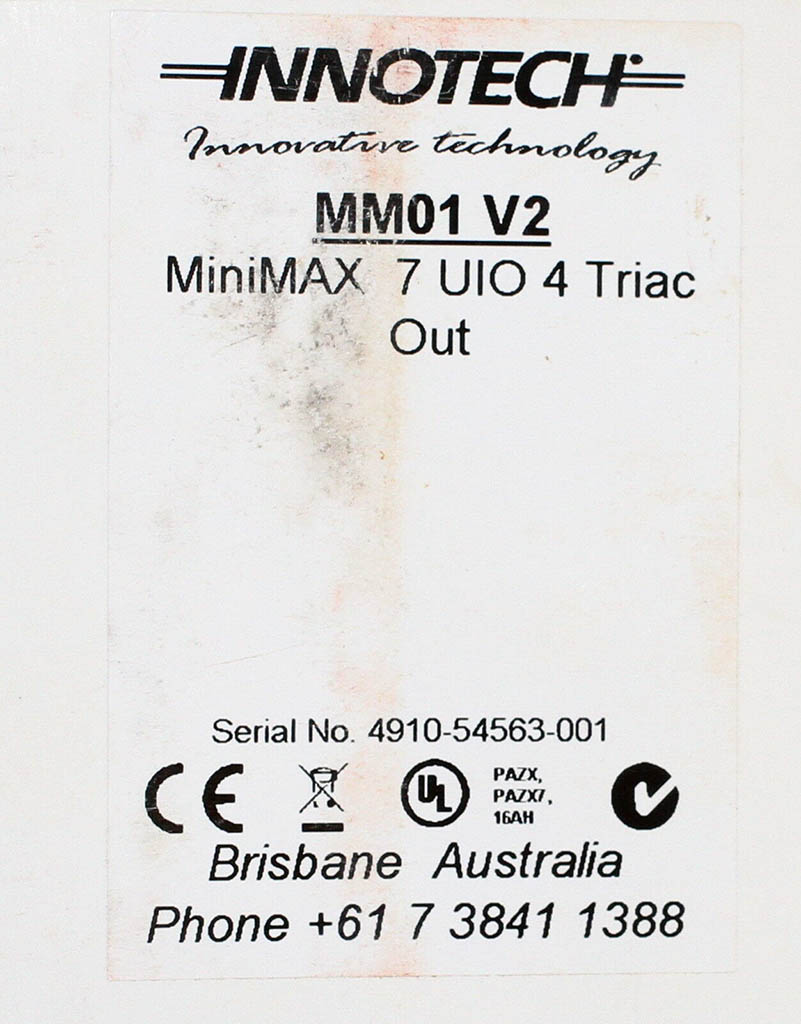 INNOTECH
Innovative technology
MM01 V2
MiniMAX 7 UIO 4 Triac
Out
Serial No. 4910-54563-001
CE
UL
PAZX,
PAZX7,
16AH
Brisbane Australia
Phone +61 7 3841 1388